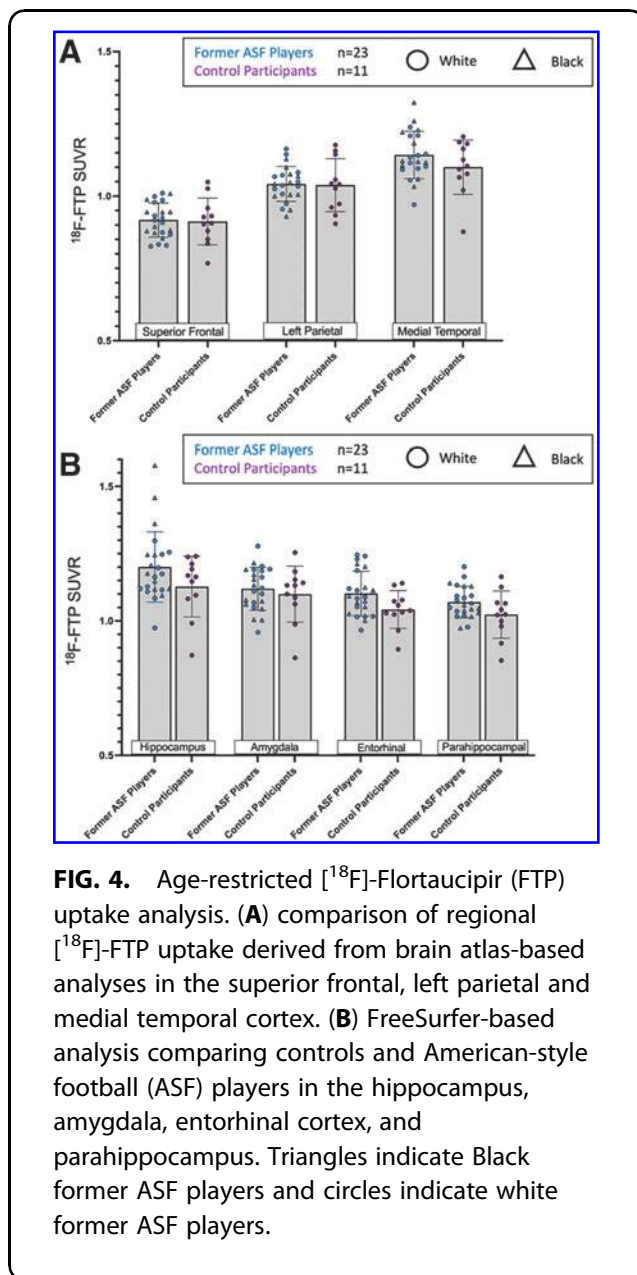 A
Former ASF Players n=23 White Black
Control Participants n=11
1.5
1.0
0.5
¹⁸F-FTP SUVR
Superior Frontal Left Parietal Medial Temporal
Former ASF Players Control Participants Former ASF Players Control Participants Former ASF Players Control Participants
B
Former ASF Players n=23 White Black
Control Participants n=11
1.5
1.0
0.5
¹⁸F-FTP SUVR
Hippocampus Amygdala Entorhinal Parahippocampal
Former ASF Players Control Participants Former ASF Players Control Participants Former ASF Players Control Participants Former ASF Players Control Participants
FIG. 4. Age-restricted [¹⁸F]-Flortaucipir (FTP)
uptake analysis. (A) comparison of regional
[¹⁸F]-FTP uptake derived from brain atlas-based
analyses in the superior frontal, left parietal and
medial temporal cortex. (B) FreeSurfer-based
analysis comparing controls and American-style
football (ASF) players in the hippocampus,
amygdala, entorhinal cortex, and
parahippocampus. Triangles indicate Black
former ASF players and circles indicate white
former ASF players.